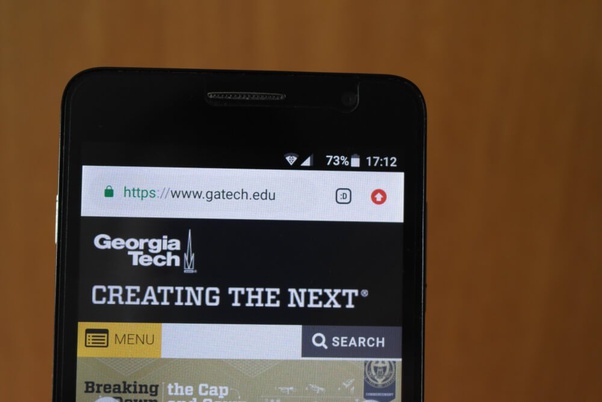 73% 17:12
https://www.gatech.edu :D
Georgia
Tech
CREATING THE NEXT®
MENU SEARCH
Breaking the Cap